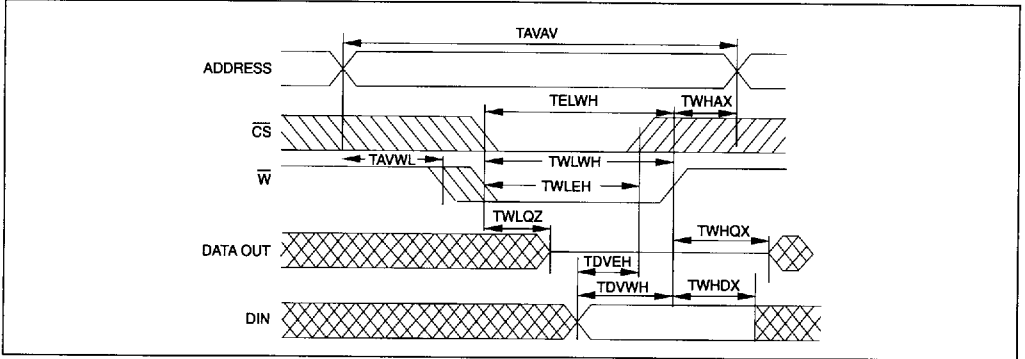 TAVAV
ADDRESS
TELWH
TWHAX
CS
TAVWL
TWLWH
W
TWLEH
TWLQZ
TWHQX
DATA OUT
TDVEH
TDVWH
TWHDX
DIN